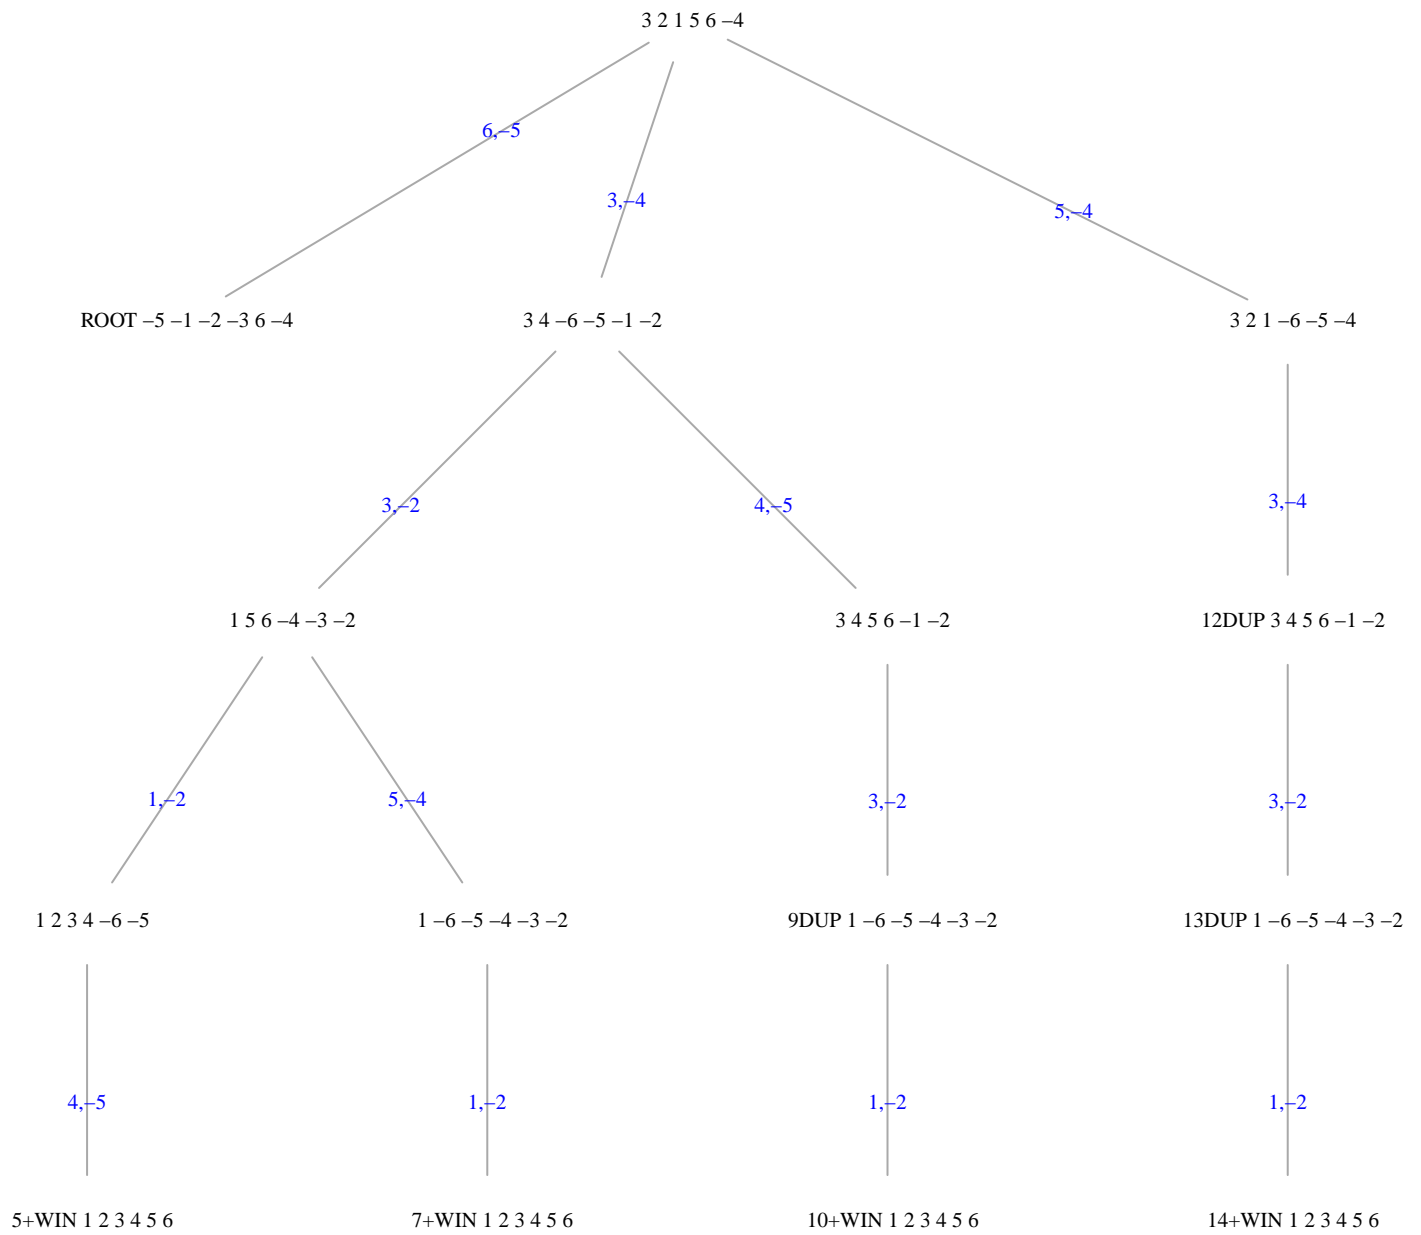 3 2 1 5 6 –4
6,–5
3,–4
5,–4
ROOT –5 –1 –2 –3 6 –4
3 4 –6 –5 –1 –2
3 2 1 –6 –5 –4
3,–2
4,–5
3,–4
1 5 6 –4 –3 –2
3 4 5 6 –1 –2
12DUP 3 4 5 6 –1 –2
1,–2
5,–4
3,–2
3,–2
1 2 3 4 –6 –5
1 –6 –5 –4 –3 –2
9DUP 1 –6 –5 –4 –3 –2
13DUP 1 –6 –5 –4 –3 –2
4,–5
1,–2
1,–2
1,–2
5+WIN 1 2 3 4 5 6
7+WIN 1 2 3 4 5 6
10+WIN 1 2 3 4 5 6
14+WIN 1 2 3 4 5 6